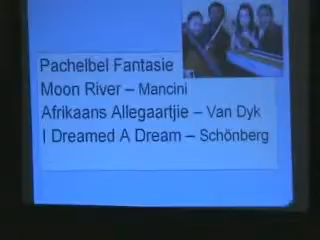 Pachelbel Fantasie
Moon River – Mancini
Afrikaans Allegaartjie – Van Dyk
I Dreamed A Dream – Schönberg